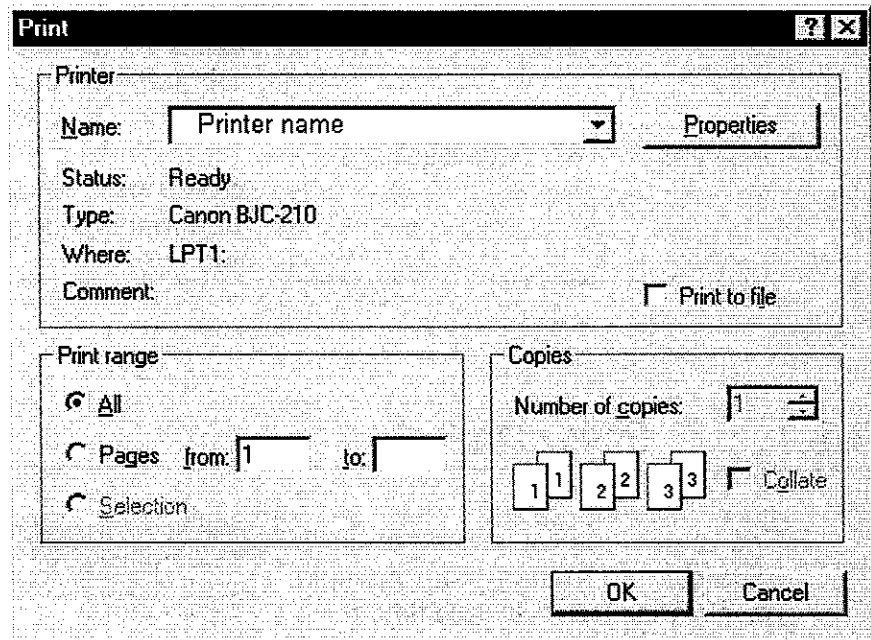 Print
Printer
Name: Printer name Properties
Status: Ready
Type: Canon BJC-210
Where: LPT1:
Comment: Print to file
Print range
All
Pages from: 1 to:
Selection
Copies
Number of copies: 1
1 1 2 2 3 3 Collate
OK Cancel